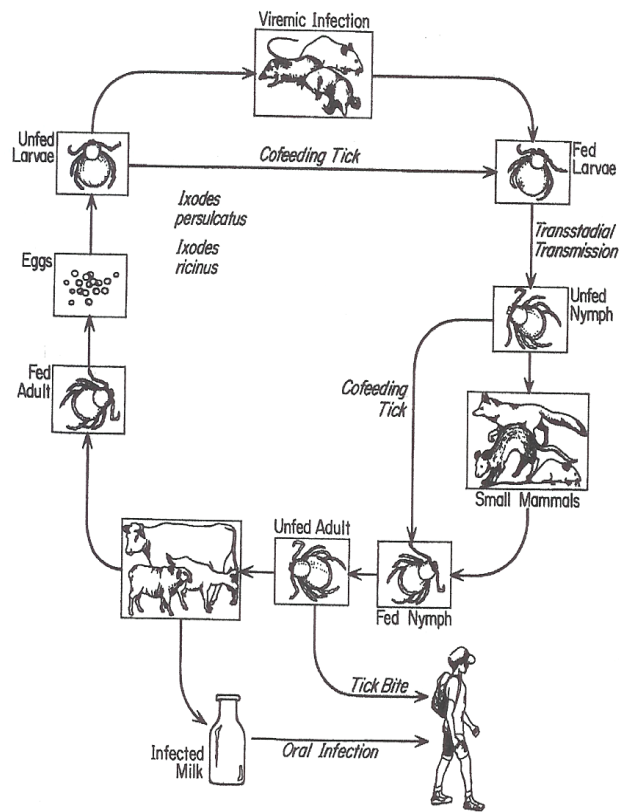 Viremic Infection
Unfed
Larvae
Fed
Larvae
Cofeeding Tick
Ixodes
persulcatus
Ixodes
ricinus
Transstadial
Transmission
Eggs
Unfed
Nymph
Fed
Adult
Cofeeding
Tick
Small Mammals
Unfed Adult
Fed Nymph
Tick Bite
Infected
Milk
Oral Infection